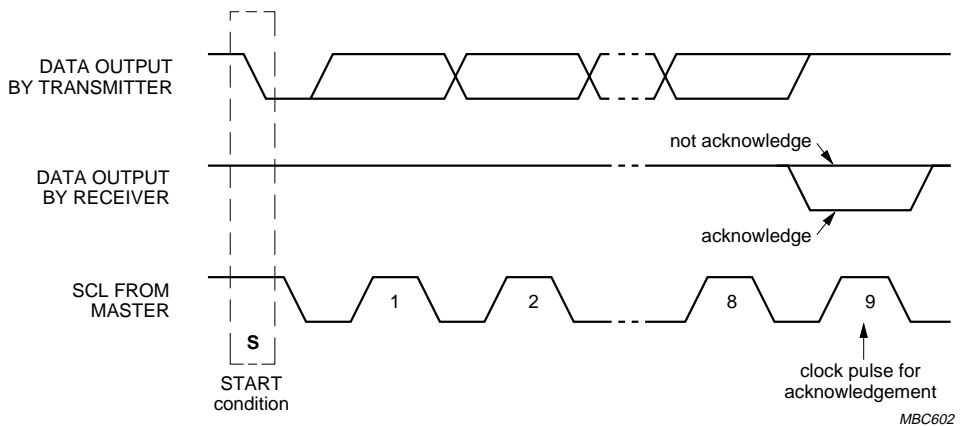 DATA OUTPUT
BY TRANSMITTER
not acknowledge
DATA OUTPUT
BY RECEIVER
acknowledge
SCL FROM
MASTER
1
2
8
9
S
START
condition
clock pulse for
acknowledgement
MBC602